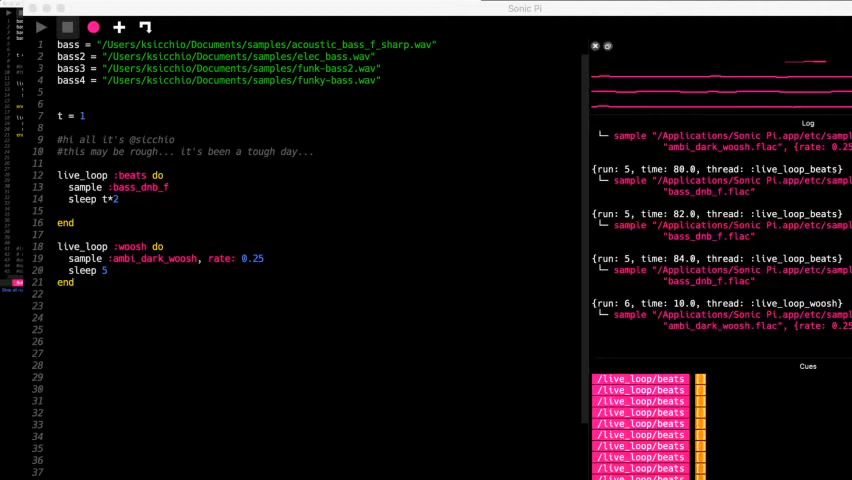 Sonic Pi
1 bass = "/Users/ksicchio/Documents/samples/acoustic_bass_f_sharp.wav"
2 bass2 = "/Users/ksicchio/Documents/samples/elec_bass.wav"
3 bass3 = "/Users/ksicchio/Documents/samples/funk-bass2.wav"
4 bass4 = "/Users/ksicchio/Documents/samples/funky-bass.wav"
5
6
7 t = 1
8
9 #hi all it's @sicchio
10 #this may be rough... it's been a tough day...
11
12 live_loop :beats do
13 sample :bass_dnb_f
14 sleep t*2
15
16 end
17
18 live_loop :woosh do
19 sample :ambi_dark_woosh, rate: 0.25
20 sleep 5
21 end
22
23
24
25
26
27
28
29
30
31
32
33
34
35
36
37
Log
└─ sample "/Applications/Sonic Pi.app/etc/sampl
"ambi_dark_woosh.flac", {rate: 0.25
{run: 5, time: 80.0, thread: :live_loop_beats}
└─ sample "/Applications/Sonic Pi.app/etc/sampl
"bass_dnb_f.flac"
{run: 5, time: 82.0, thread: :live_loop_beats}
└─ sample "/Applications/Sonic Pi.app/etc/sampl
"bass_dnb_f.flac"
{run: 5, time: 84.0, thread: :live_loop_beats}
└─ sample "/Applications/Sonic Pi.app/etc/sampl
"bass_dnb_f.flac"
{run: 6, time: 10.0, thread: :live_loop_woosh}
└─ sample "/Applications/Sonic Pi.app/etc/sampl
"ambi_dark_woosh.flac", {rate: 0.25
Cues
/live_loop/beats []
/live_loop/beats []
/live_loop/beats []
/live_loop/beats []
/live_loop/beats []
/live_loop/beats []
/live_loop/beats []
/live_loop/beats []
/live_loop/beats []